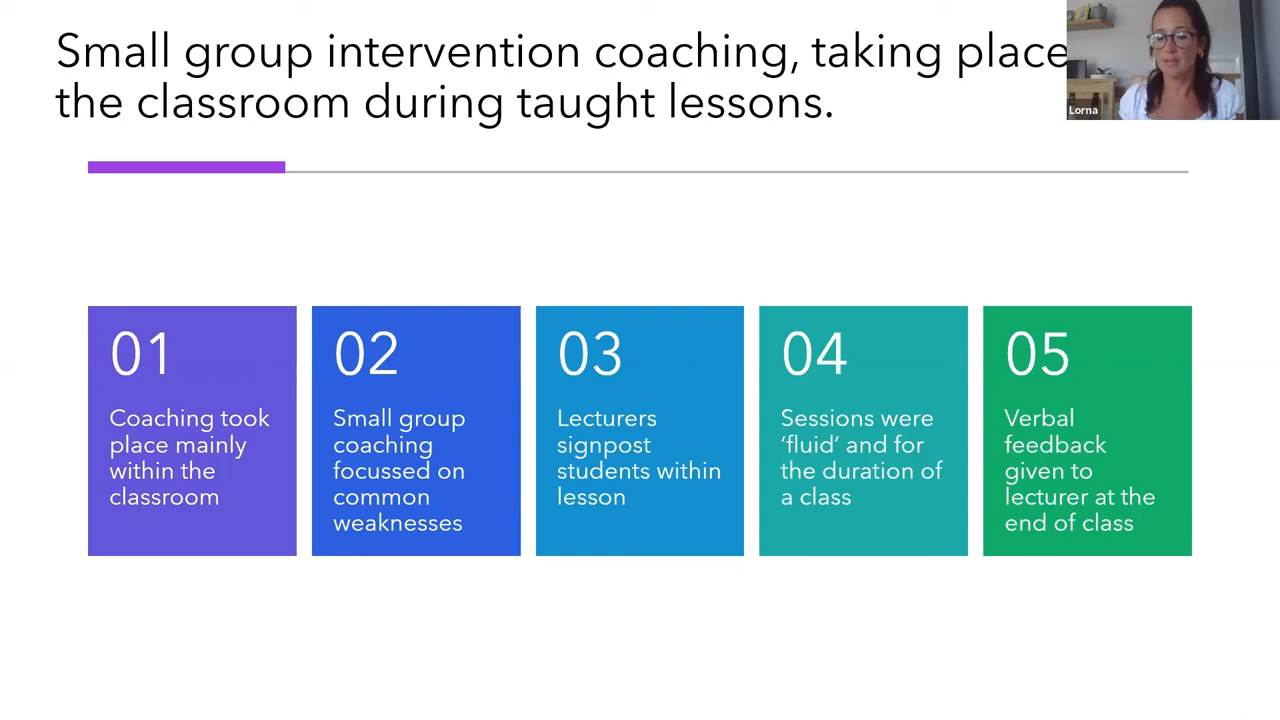 Small group intervention coaching, taking place
the classroom during taught lessons.
Lorna
01
Coaching took
place mainly
within the
classroom
02
Small group
coaching
focussed on
common
weaknesses
03
Lecturers
signpost
students within
lesson
04
Sessions were
‘fluid’ and for
the duration of
a class
05
Verbal
feedback
given to
lecturer at the
end of class